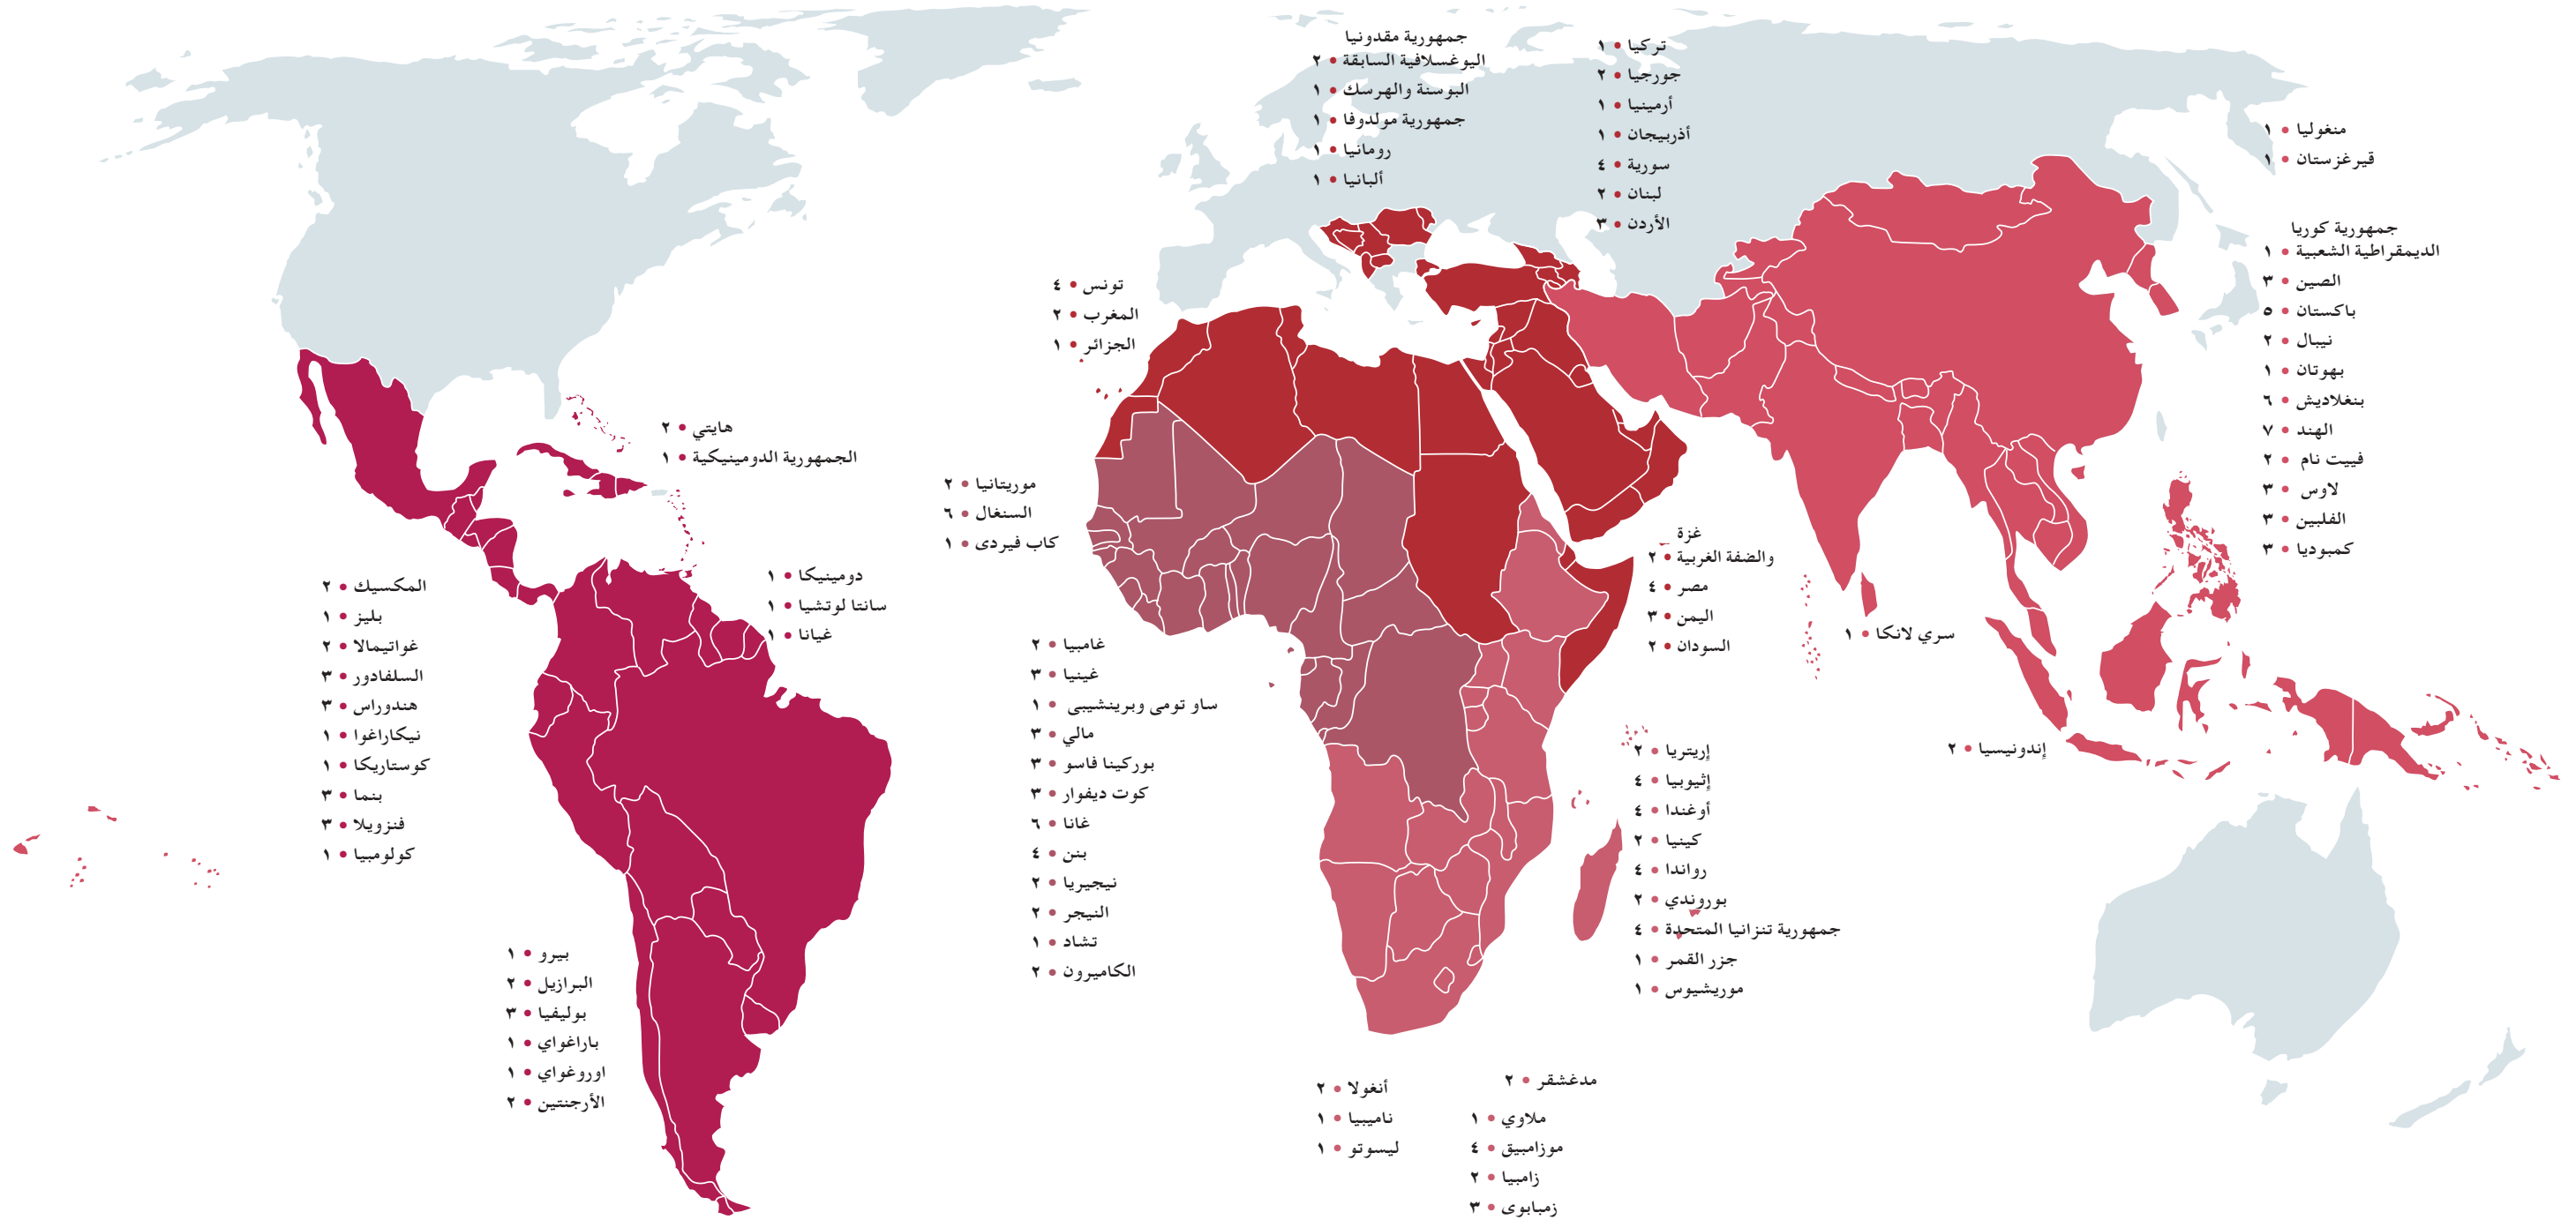 جمهورية مقدونيا
اليوغسلافية السابقة • ٢
البوسنة والهرسك • ١
جمهورية مولدوفا • ١
رومانيا • ١
ألبانيا • ١
تركيا • ١
جورجيا • ٢
أرمينيا • ١
أذربيجان • ١
سورية • ٤
لبنان • ٢
الأردن • ٣
منغوليا • ١
قيرغزستان • ١
جمهورية كوريا
الديمقراطية الشعبية • ١
الصين • ٣
باكستان • ٥
نيبال • ٢
بهوتان • ١
بنغلاديش • ٦
الهند • ٧
فييت نام • ٢
لاوس • ٣
الفلبين • ٣
كمبوديا • ٣
تونس • ٤
المغرب • ٢
الجزائر • ١
هايتي • ٢
الجمهورية الدومينيكية • ١
موريتانيا • ٢
السنغال • ٦
كاب فيردى • ١
غزة
والضفة الغربية • ٢
مصر • ٤
اليمن • ٣
السودان • ٢
دومينيكا • ١
سانتا لوتشيا • ١
غيانا • ١
المكسيك • ٢
بليز • ١
غواتيمالا • ٢
السلفادور • ٣
هندوراس • ٣
نيكاراغوا • ١
كوستاريكا • ١
بنما • ٣
فنزويلا • ٣
كولومبيا • ١
سري لانكا • ١
غامبيا • ٢
غينيا • ٣
ساو تومى وبرينشيبى • ١
مالي • ٣
بوركينا فاسو • ٣
كوت ديفوار • ٣
غانا • ٦
بنن • ٤
نيجيريا • ٢
النيجر • ٢
تشاد • ١
الكاميرون • ٢
إندونيسيا • ٢
إريتريا • ٢
إثيوبيا • ٤
أوغندا • ٤
كينيا • ٢
رواندا • ٤
بوروندي • ٢
جمهورية تنزانيا المتحدة • ٤
جزر القمر • ١
موريشيوس • ١
بيرو • ١
البرازيل • ٢
بوليفيا • ٣
باراغواي • ١
اوروغواي • ١
الأرجنتين • ٢
مدغشقر • ٢
ملاوي • ١
موزامبيق • ٤
زامبيا • ٢
زمبابوى • ٣
أنغولا • ٢
ناميبيا • ١
ليسوتو • ١